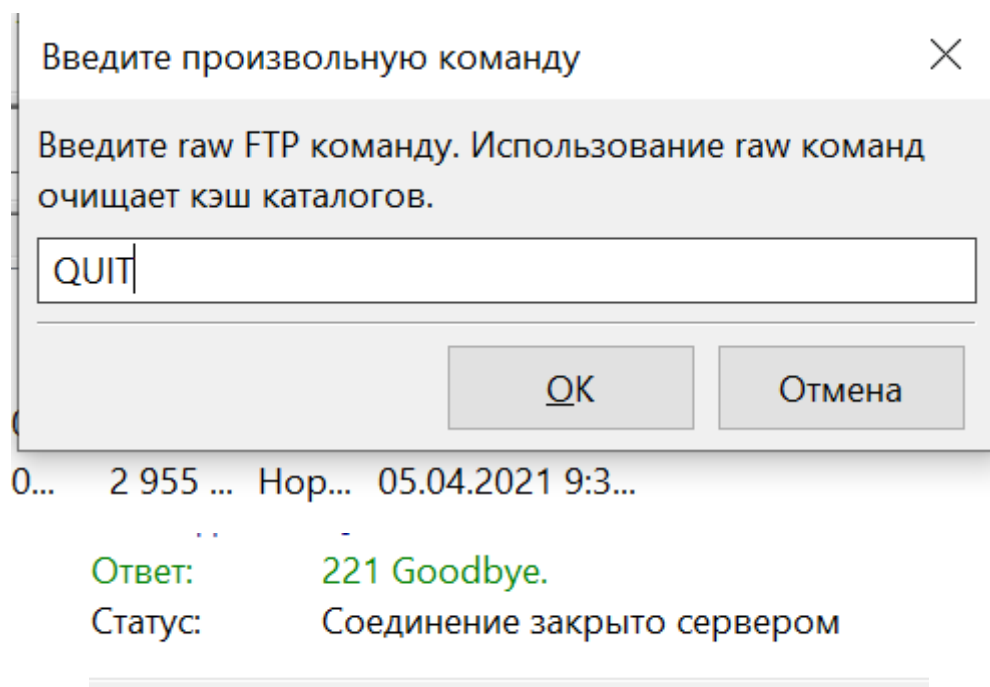 Введите произвольную команду
Введите raw FTP команду. Использование raw команд
очищает кэш каталогов.
QUIT
OK Отмена
0... 2 955 ... Нор... 05.04.2021 9:3...
Ответ: 221 Goodbye.
Статус: Соединение закрыто сервером